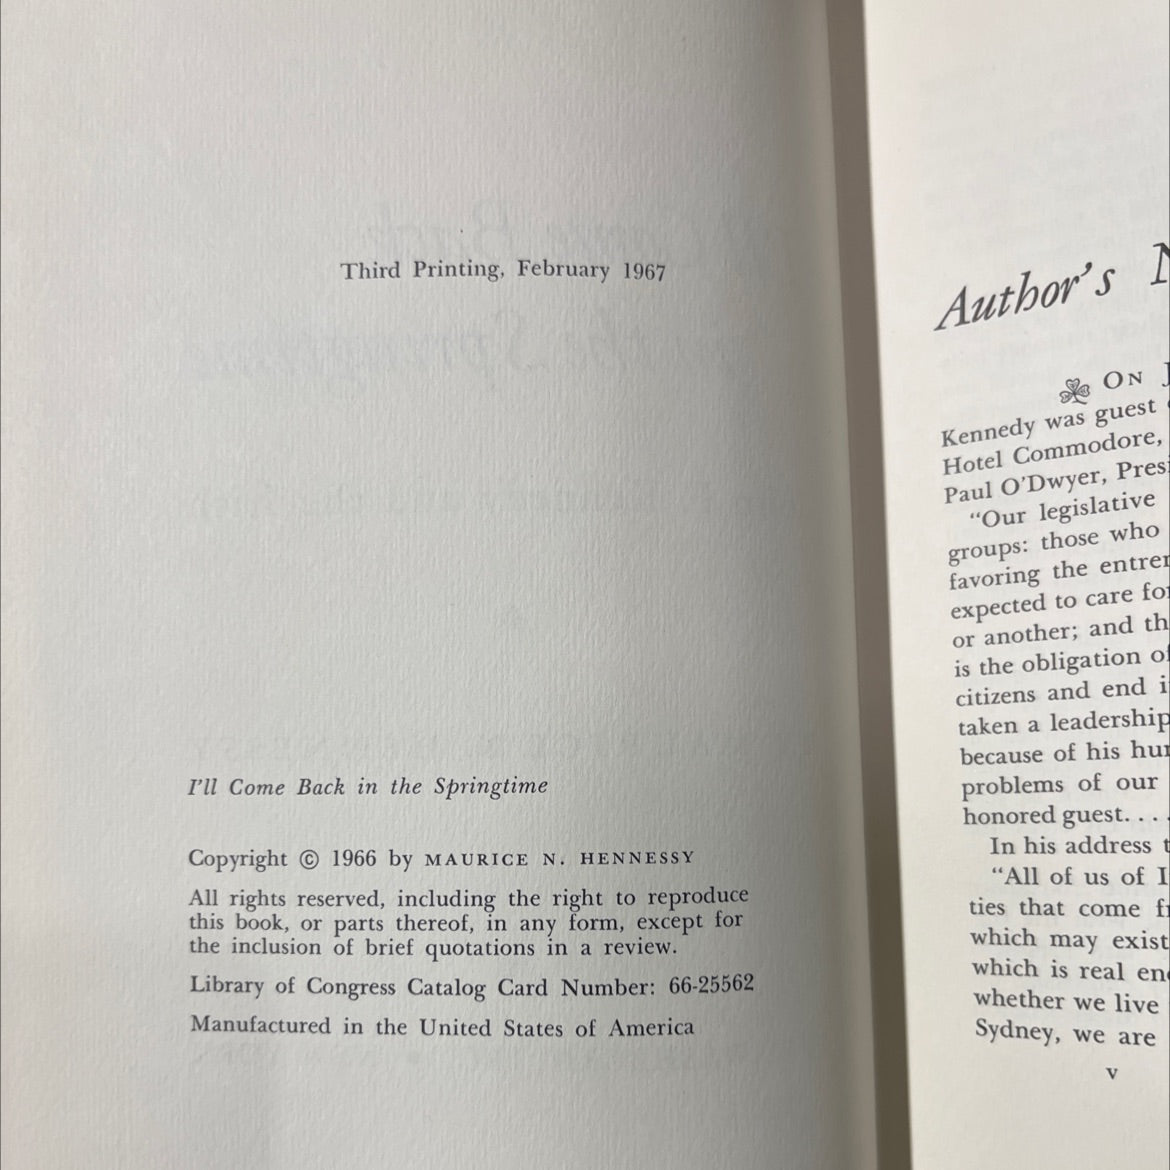 Third Printing, February 1967
I'll Come Back in the Springtime
Copyright © 1966 by MAURICE N. HENNESSY
All rights reserved, including the right to reproduce
this book, or parts thereof, in any form, except for
the inclusion of brief quotations in a review.
Library of Congress Catalog Card Number: 66-25562
Manufactured in the United States of America
Author's
ON
Kennedy was guest
Hotel Commodore,
Paul O'Dwyer,
"Our legislative
groups: those who
favoring the
expected to care
or another; and
is the obligation
citizens and end
taken a leadership
because of his
problems of our
honored guest. . . .
In his address
"All of us of
ties that come
which may exist
which is real
whether we live
Sydney, we are
v